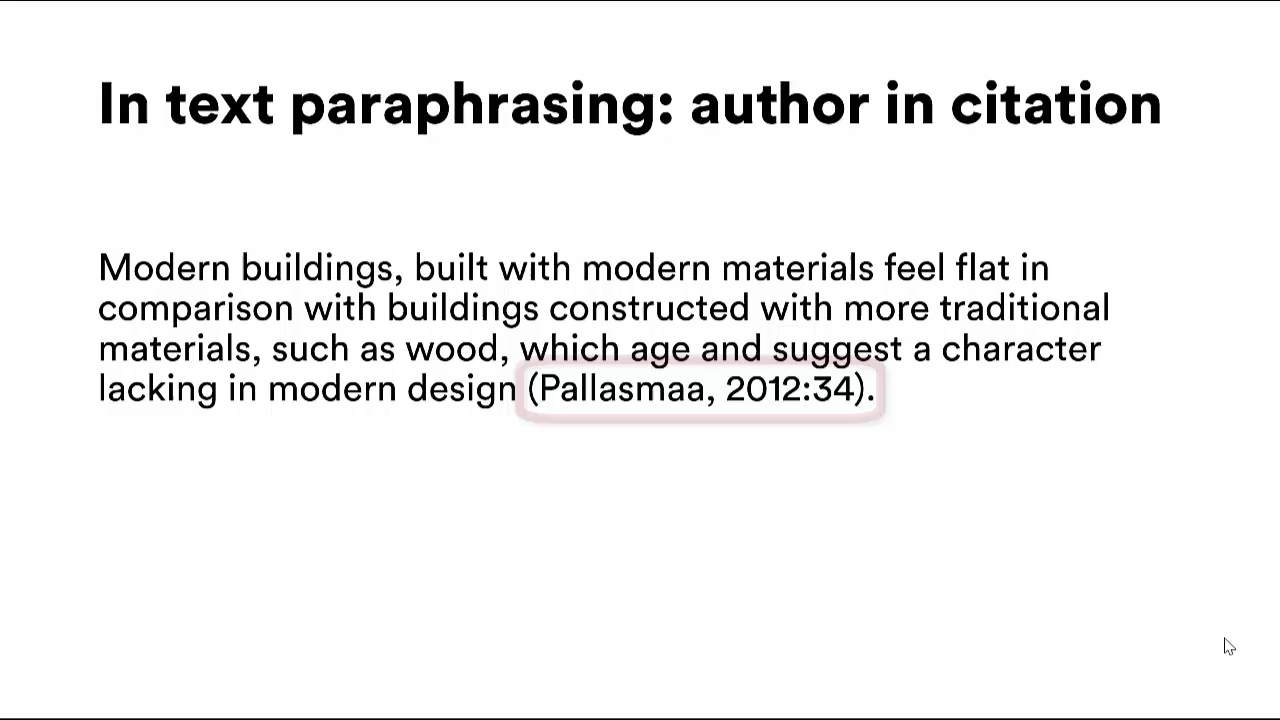 In text paraphrasing: author in citation
Modern buildings, built with modern materials feel flat in
comparison with buildings constructed with more traditional
materials, such as wood, which age and suggest a character
lacking in modern design (Pallasmaa, 2012:34).